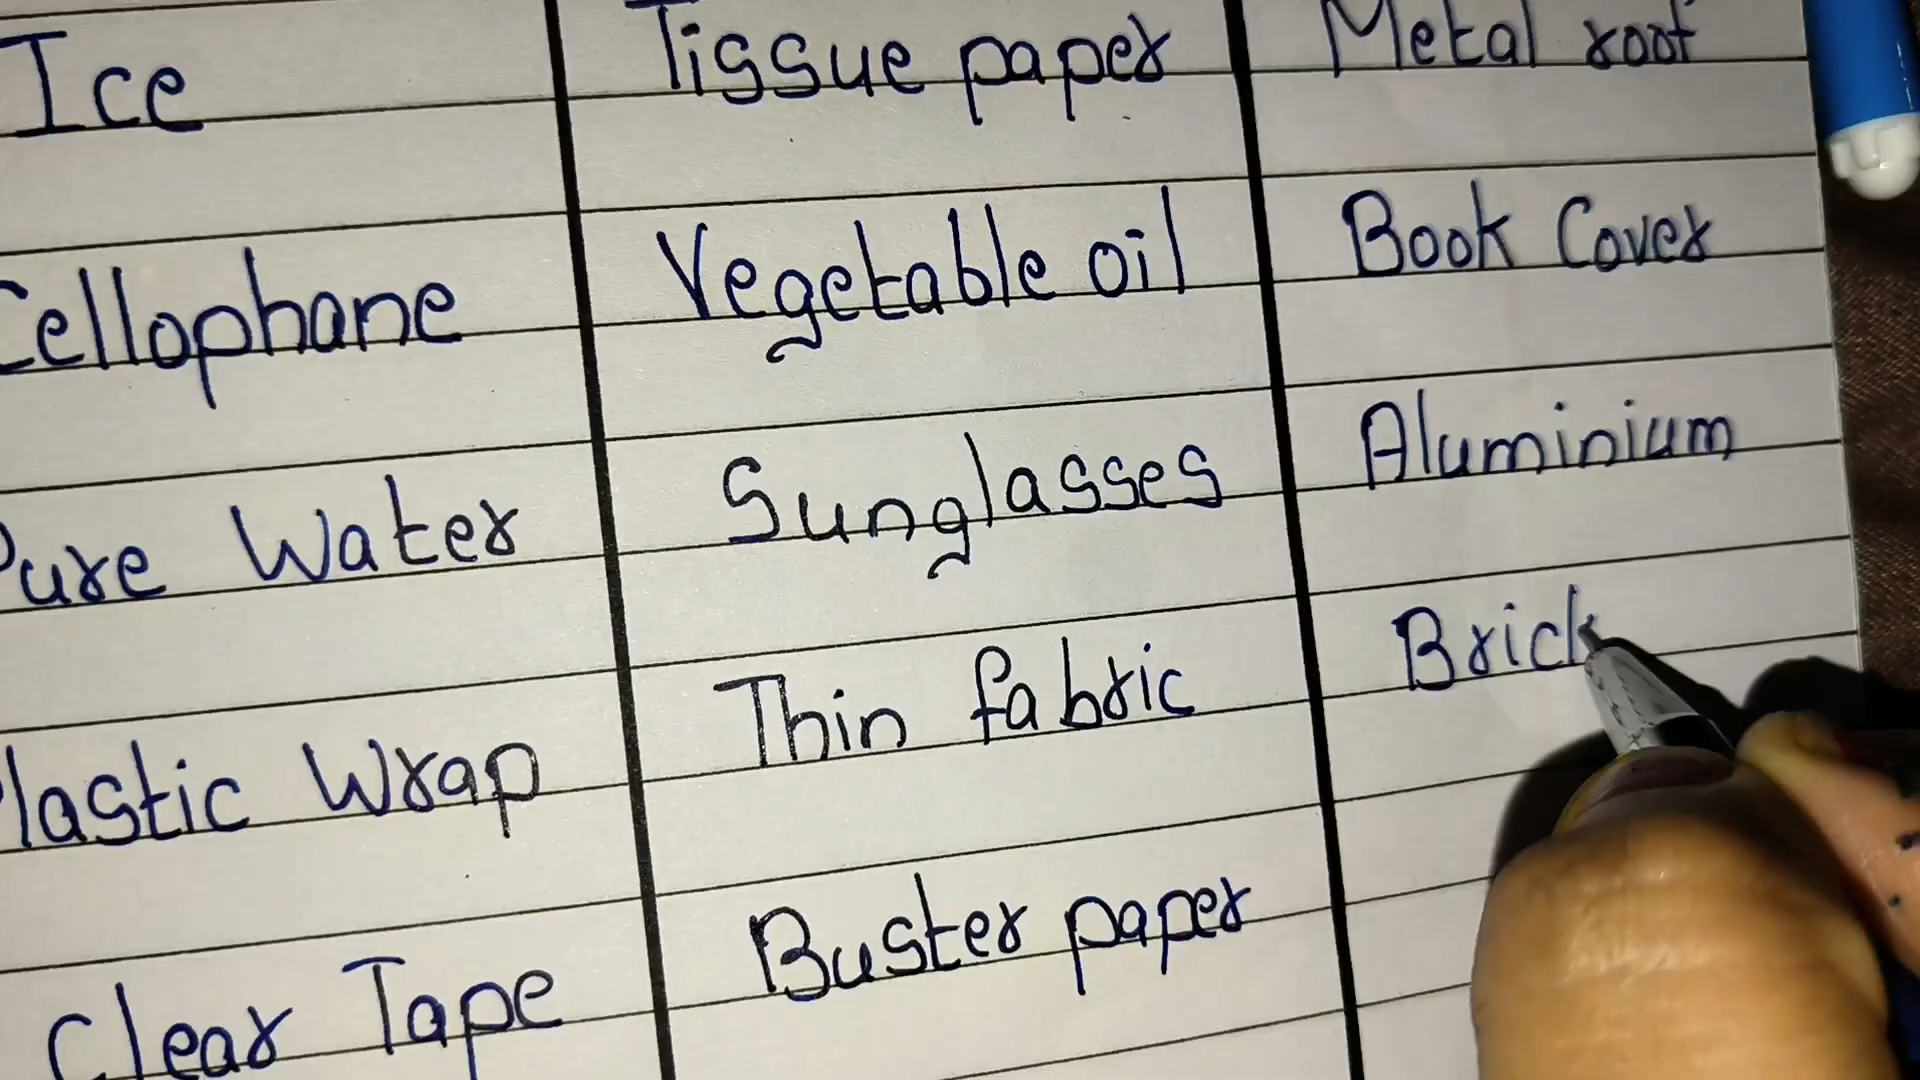 Ice Tissue paper Metal roof
Cellophane Vegetable oil Book Cover
Pure Water Sunglasses Aluminium
Plastic Wrap Thin fabric Brick
Clear Tape Buster paper